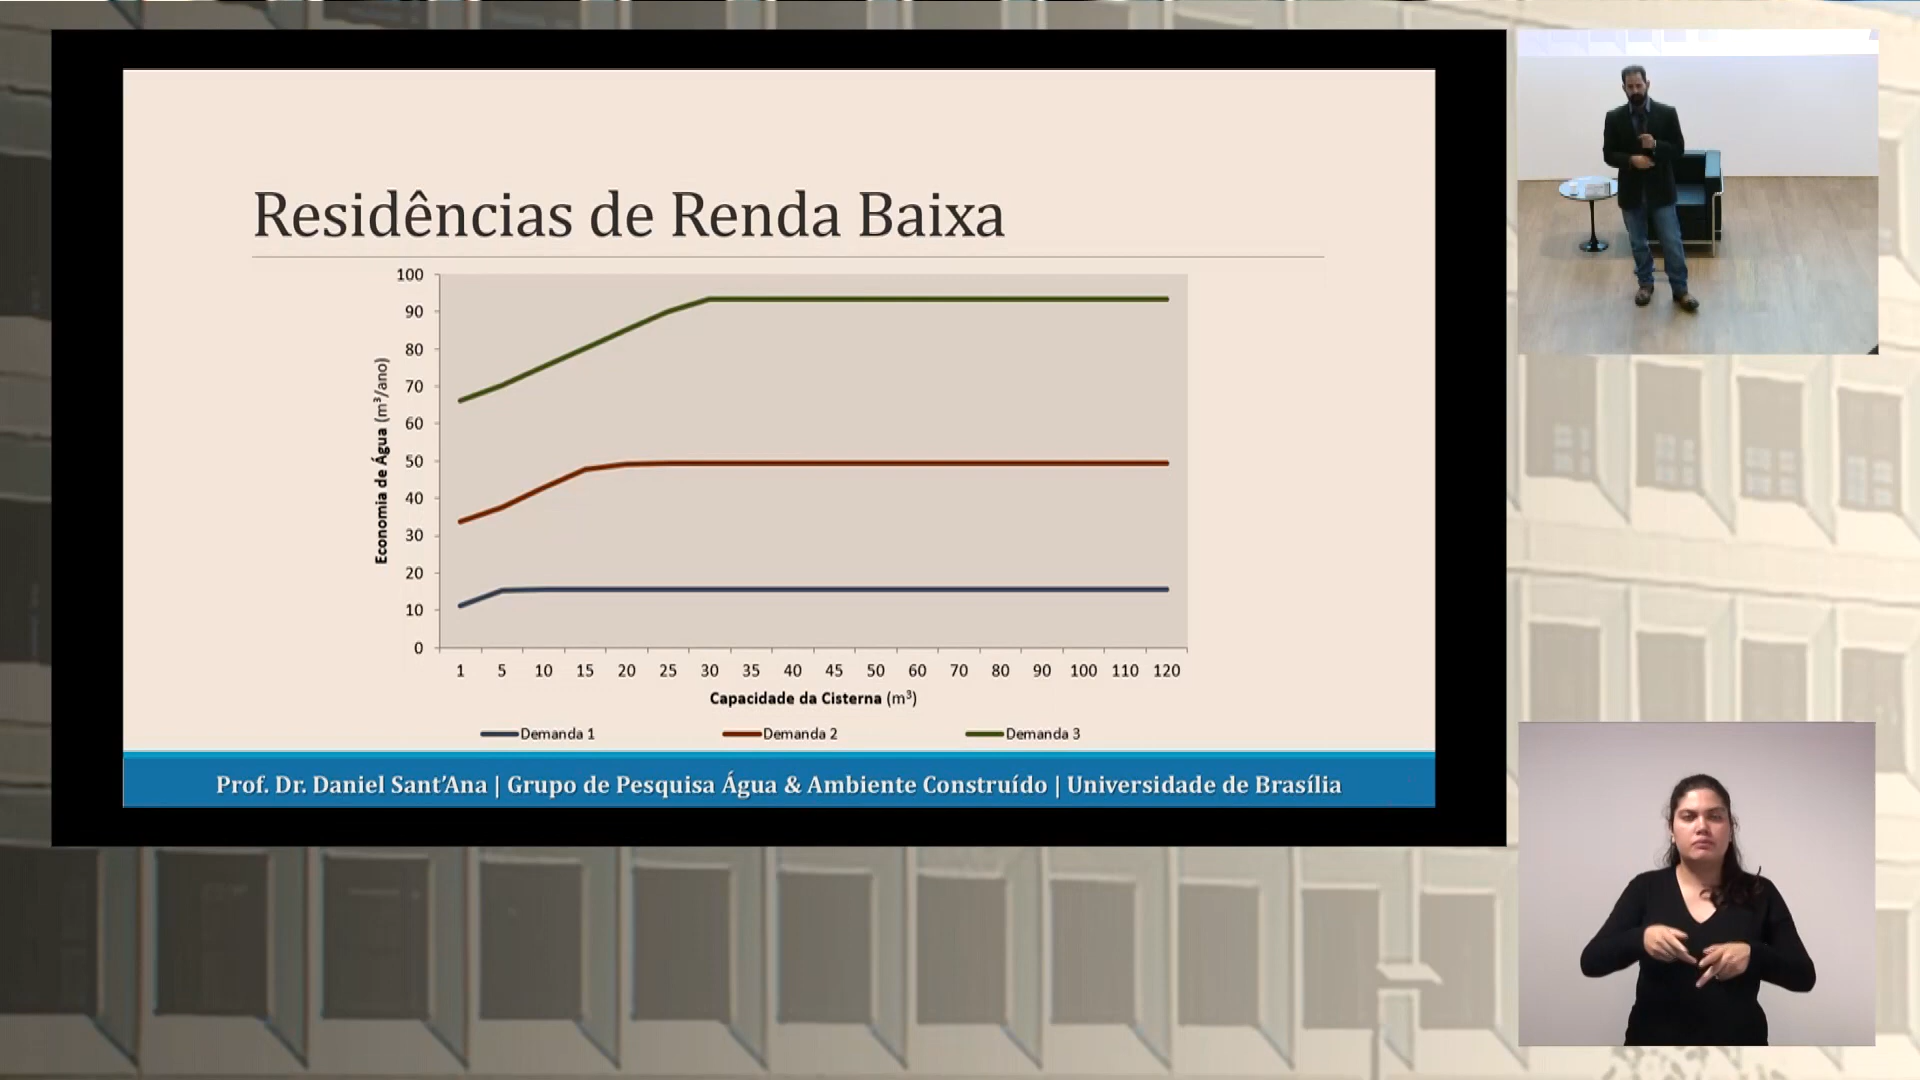 Residências de Renda Baixa
Economia de Água (m³/ano)
100
90
80
70
60
50
40
30
20
10
0
1 5 10 15 20 25 30 35 40 45 50 60 70 80 90 100 110 120
Capacidade da Cisterna (m³)
Demanda 1 Demanda 2 Demanda 3
Prof. Dr. Daniel Sant'Ana | Grupo de Pesquisa Água & Ambiente Construído | Universidade de Brasília